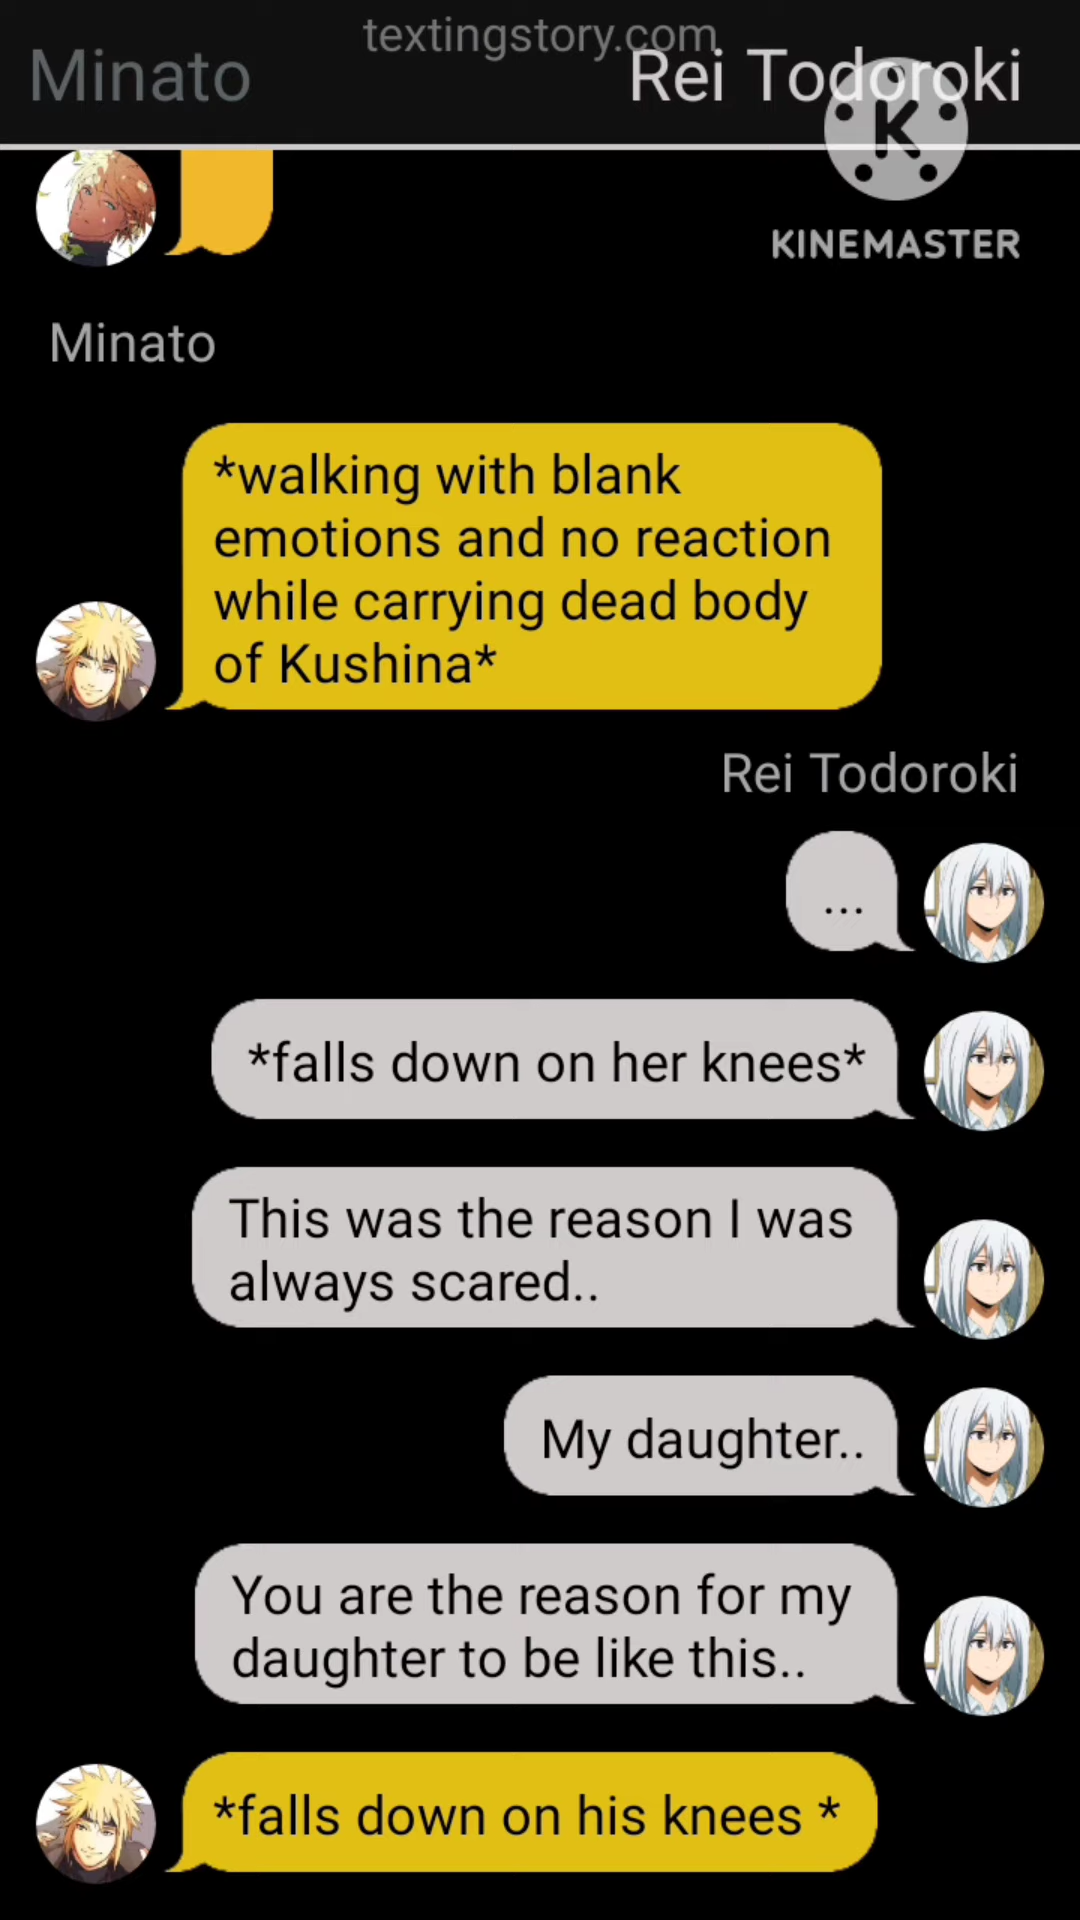 textingstory.com
Minato
Rei Todoroki
K
KINEMASTER
Minato
*walking with blank
emotions and no reaction
while carrying dead body
of Kushina*
Rei Todoroki
...
*falls down on her knees*
This was the reason I was
always scared..
My daughter..
You are the reason for my
daughter to be like this..
*falls down on his knees *